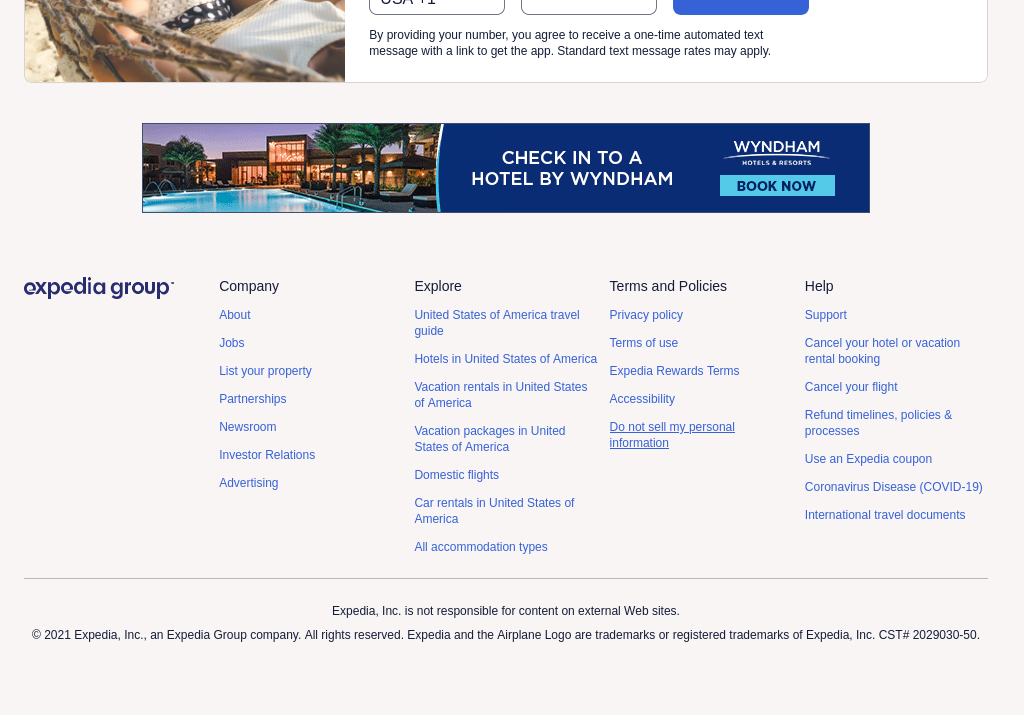 USA +1
By providing your number, you agree to receive a one-time automated text
message with a link to get the app. Standard text message rates may apply.
CHECK IN TO A
HOTEL BY WYNDHAM
WYNDHAM
HOTELS & RESORTS
BOOK NOW
expedia group
Company
About
Jobs
List your property
Partnerships
Newsroom
Investor Relations
Advertising
Explore
United States of America travel
guide
Hotels in United States of America
Vacation rentals in United States
of America
Vacation packages in United
States of America
Domestic flights
Car rentals in United States of
America
All accommodation types
Terms and Policies
Privacy policy
Terms of use
Expedia Rewards Terms
Accessibility
Do not sell my personal
information
Help
Support
Cancel your hotel or vacation
rental booking
Cancel your flight
Refund timelines, policies &
processes
Use an Expedia coupon
Coronavirus Disease (COVID-19)
International travel documents
Expedia, Inc. is not responsible for content on external Web sites.
© 2021 Expedia, Inc., an Expedia Group company. All rights reserved. Expedia and the Airplane Logo are trademarks or registered trademarks of Expedia, Inc. CST# 2029030-50.